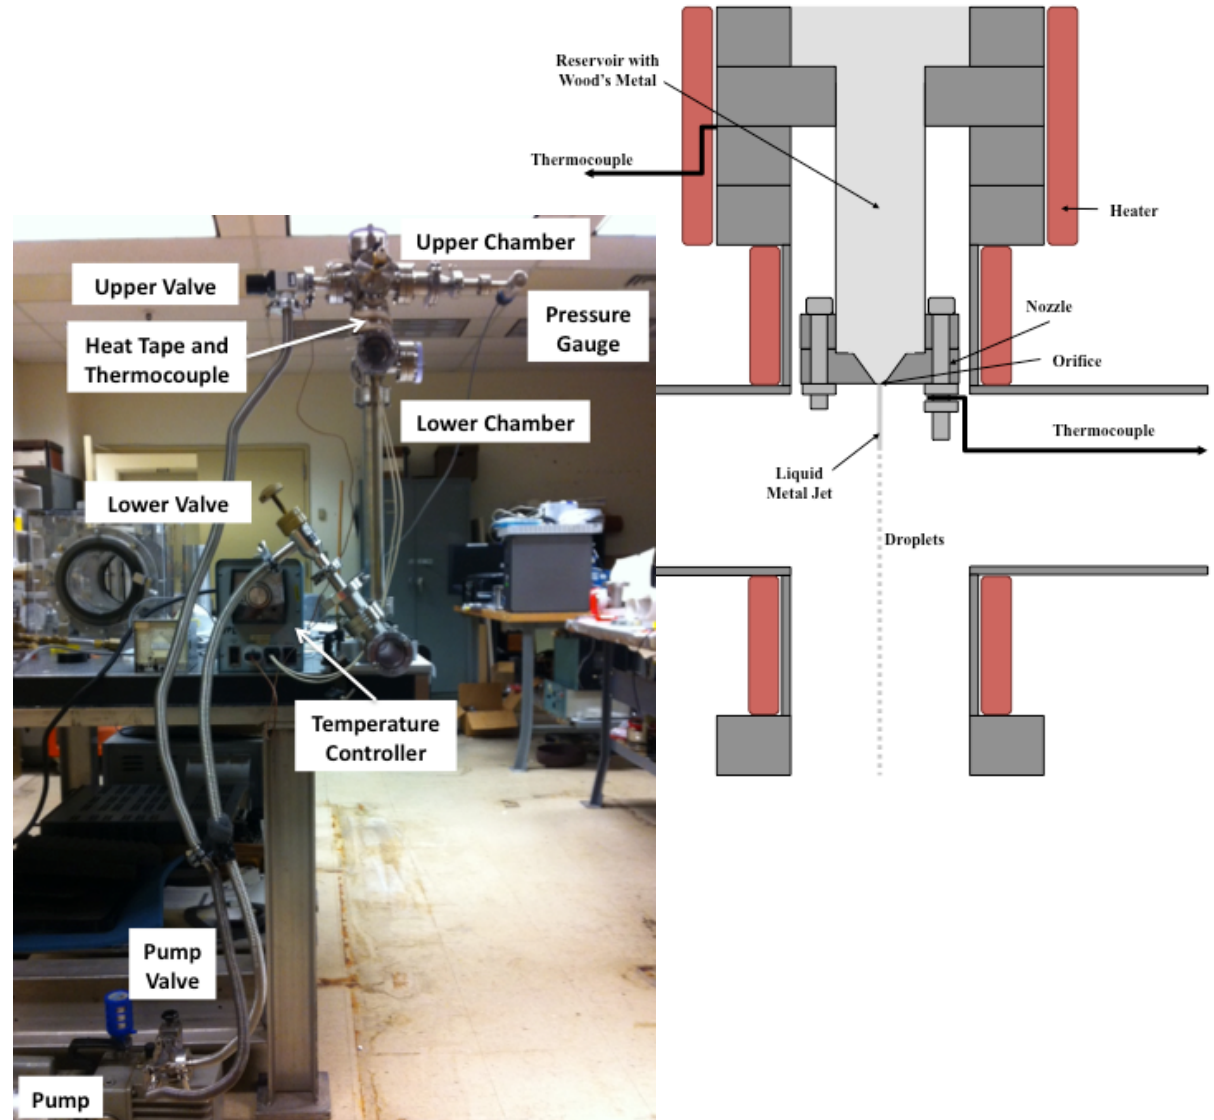 Reservoir with
Wood's Metal
Thermocouple
Heater
Nozzle
Orifice
Thermocouple
Liquid
Metal Jet
Droplets
Upper Chamber
Upper Valve
Pressure
Gauge
Heat Tape and
Thermocouple
Lower Chamber
Lower Valve
Temperature
Controller
Pump
Valve
Pump